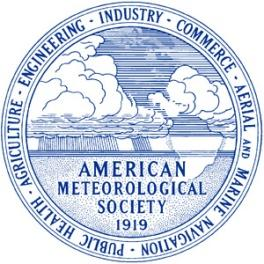 PUBLIC HEALTH - AGRICULTURE - ENGINEERING - INDUSTRY - COMMERCE - AERIAL AND MARINE NAVIGATION -
AMERICAN
METEOROLOGICAL
SOCIETY
1919